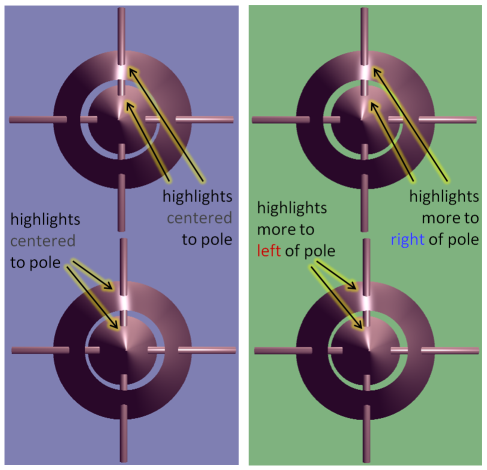 highlights
centered
to pole
highlights
centered
to pole
highlights
more to
right of pole
highlights
more to
left of pole